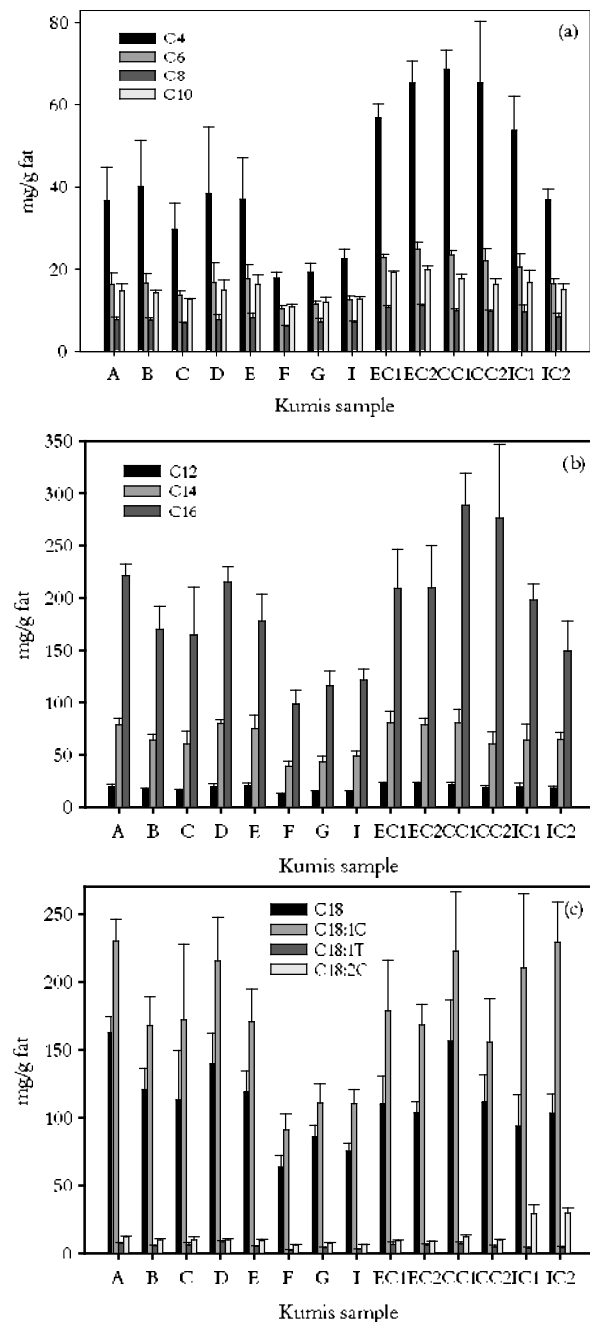 80
60
40
20
0
mg/g fat
(a)
C4
C6
C8
C10
A B C D E F G I EC1 EC2 CC1 CC2 IC1 IC2
Kumis sample
350
300
250
200
150
100
50
0
mg/g fat
(b)
C12
C14
C16
A B C D E F G I EC1 EC2 CC1 CC2 IC1 IC2
Kumis sample
250
200
150
100
50
0
mg/g fat
(c)
C18
C18:1C
C18:1T
C18:2C
A B C D E F G I EC1 EC2 CC1 CC2 IC1 IC2
Kumis sample